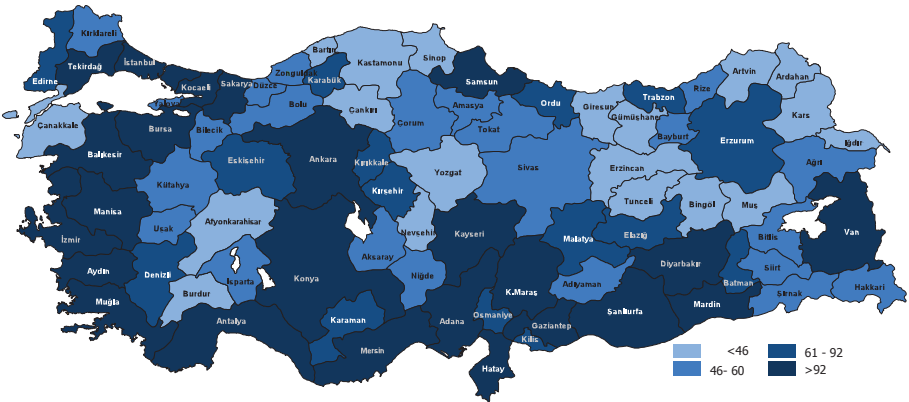 Kırklareli
Edirne
Tekirdağ
İstanbul
Kocaeli
Yalova
Sakarya
Düzce
Zonguldak
Bartın
Karabük
Kastamonu
Sinop
Samsun
Çankırı
Bolu
Bilecik
Bursa
Çanakkale
Balıkesir
Çorum
Amasya
Tokat
Ordu
Giresun
Gümüşhane
Trabzon
Rize
Bayburt
Artvin
Ardahan
Kars
Iğdır
Erzurum
Ağrı
Erzincan
Sivas
Yozgat
Kırıkkale
Kırşehir
Ankara
Eskişehir
Kütahya
Manisa
İzmir
Uşak
Afyonkarahisar
Aydın
Denizli
Muğla
Burdur
Isparta
Antalya
Konya
Aksaray
Nevşehir
Kayseri
Niğde
Karaman
Mersin
Adana
Osmaniye
Hatay
K.Maraş
Gaziantep
Kilis
Malatya
Adıyaman
Şanlıurfa
Elazığ
Tunceli
Bingöl
Muş
Bitlis
Van
Diyarbakır
Batman
Siirt
Mardin
Şırnak
Hakkari
<46
46- 60
61 - 92
>92